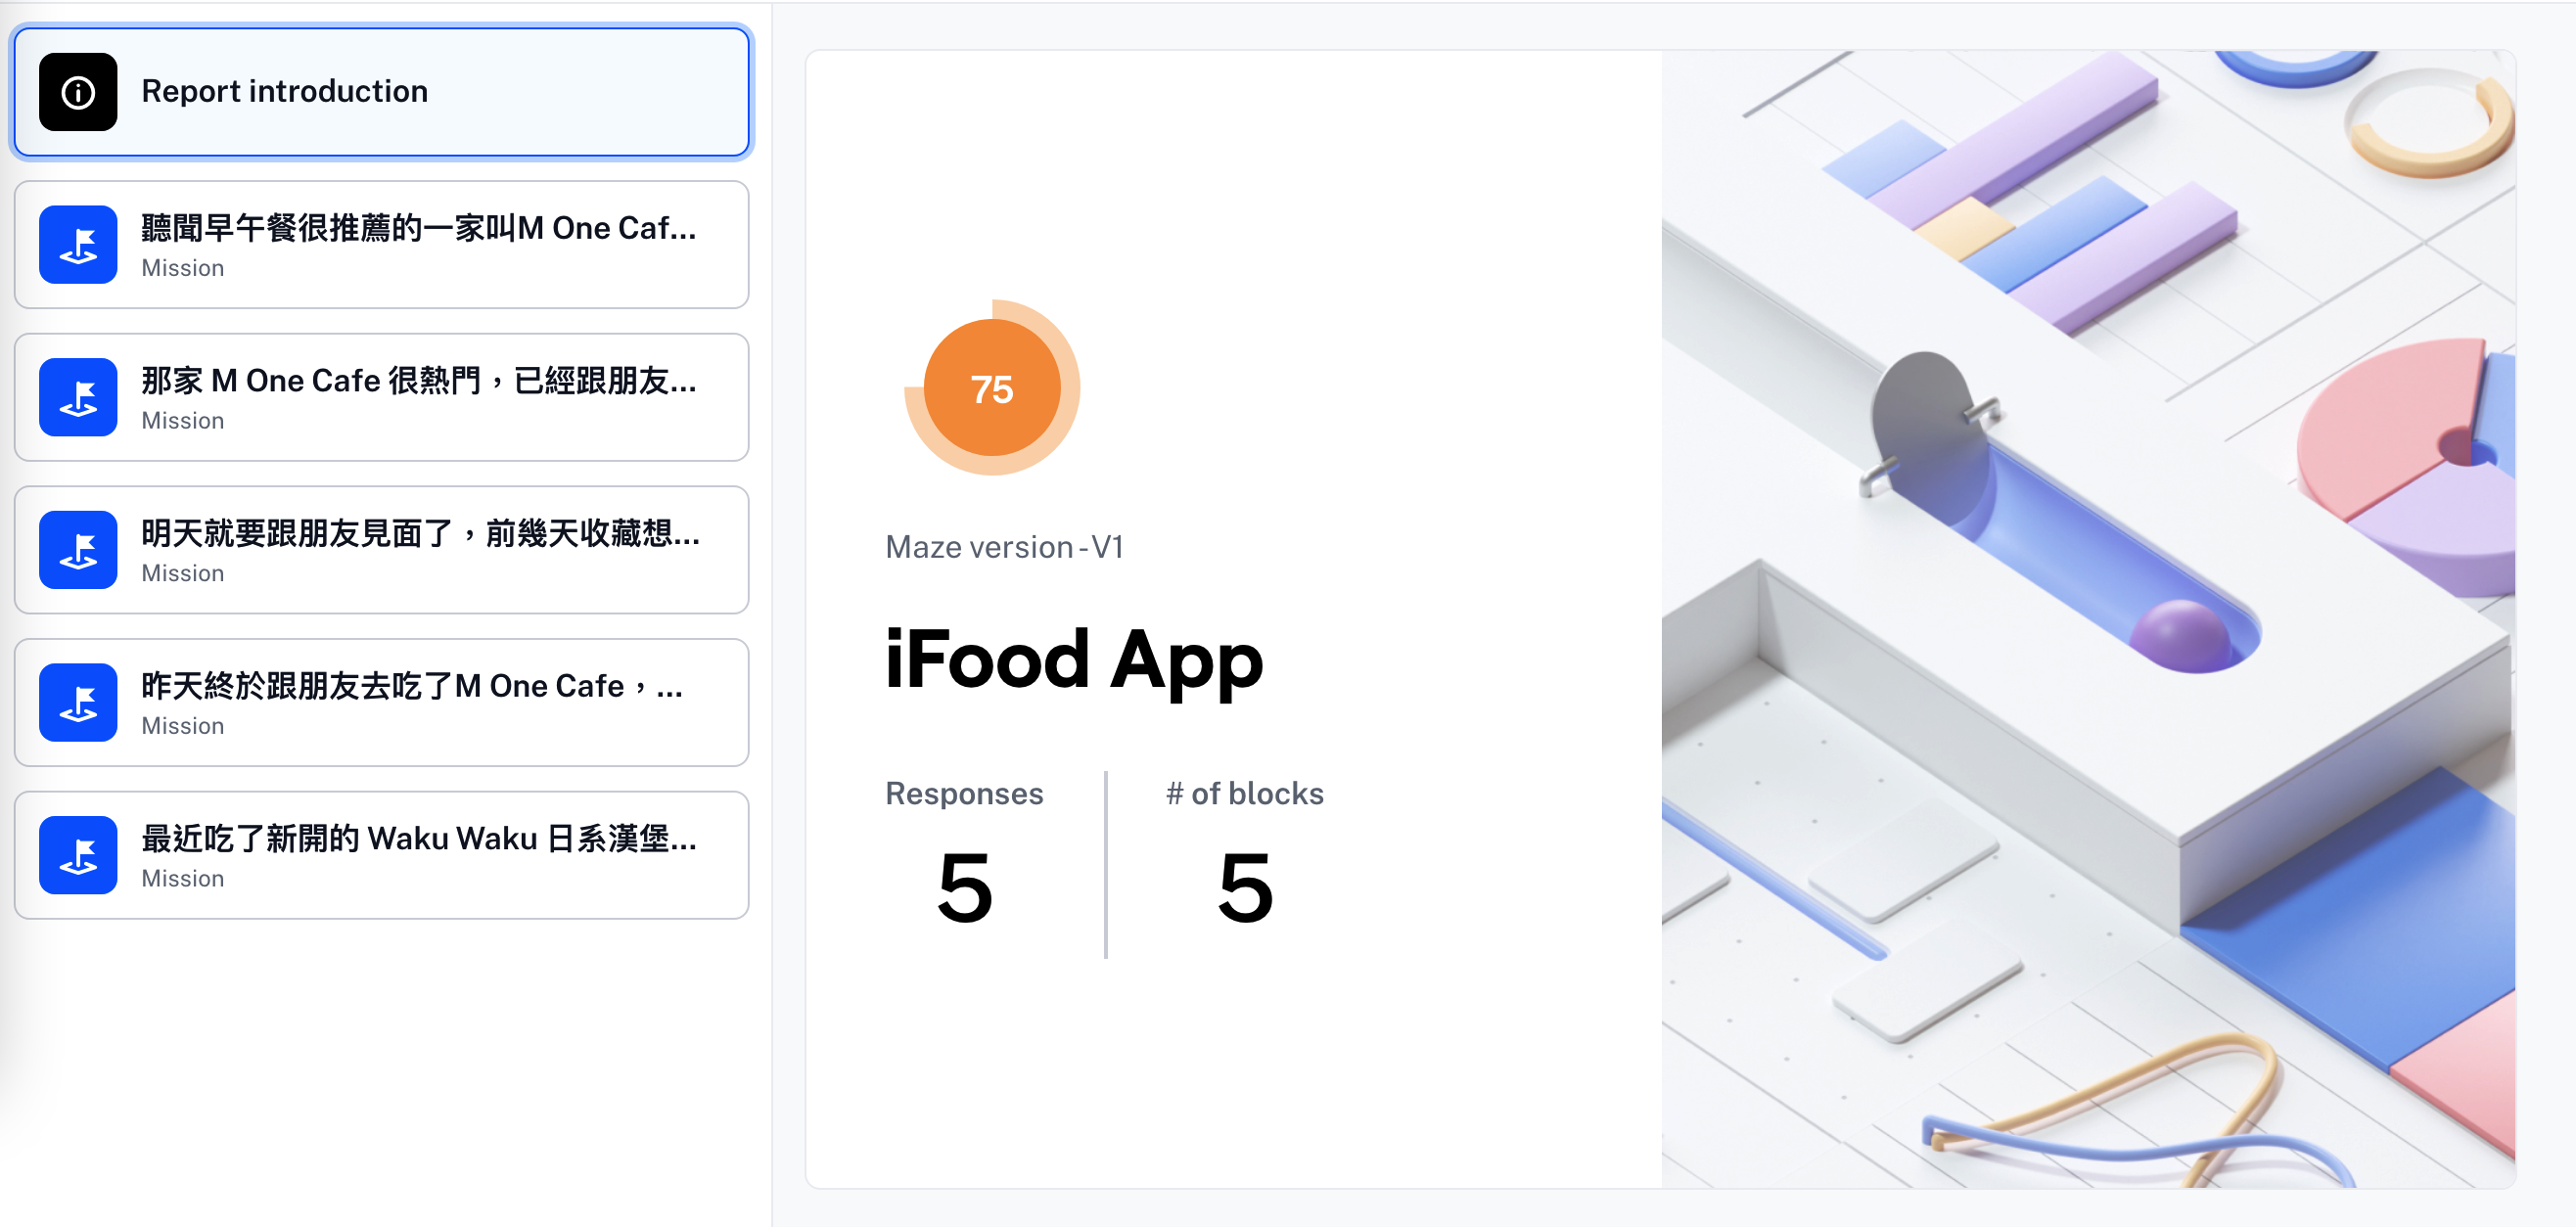 Report introduction
聽聞早午餐很推薦的一家叫M One Caf...
Mission
那家 M One Cafe 很熱門，已經跟朋友...
Mission
明天就要跟朋友見面了，前幾天收藏想...
Mission
昨天終於跟朋友去吃了M One Cafe，...
Mission
最近吃了新開的 Waku Waku 日系漢堡...
Mission
75
Maze version - V1
iFood App
Responses
5
# of blocks
5